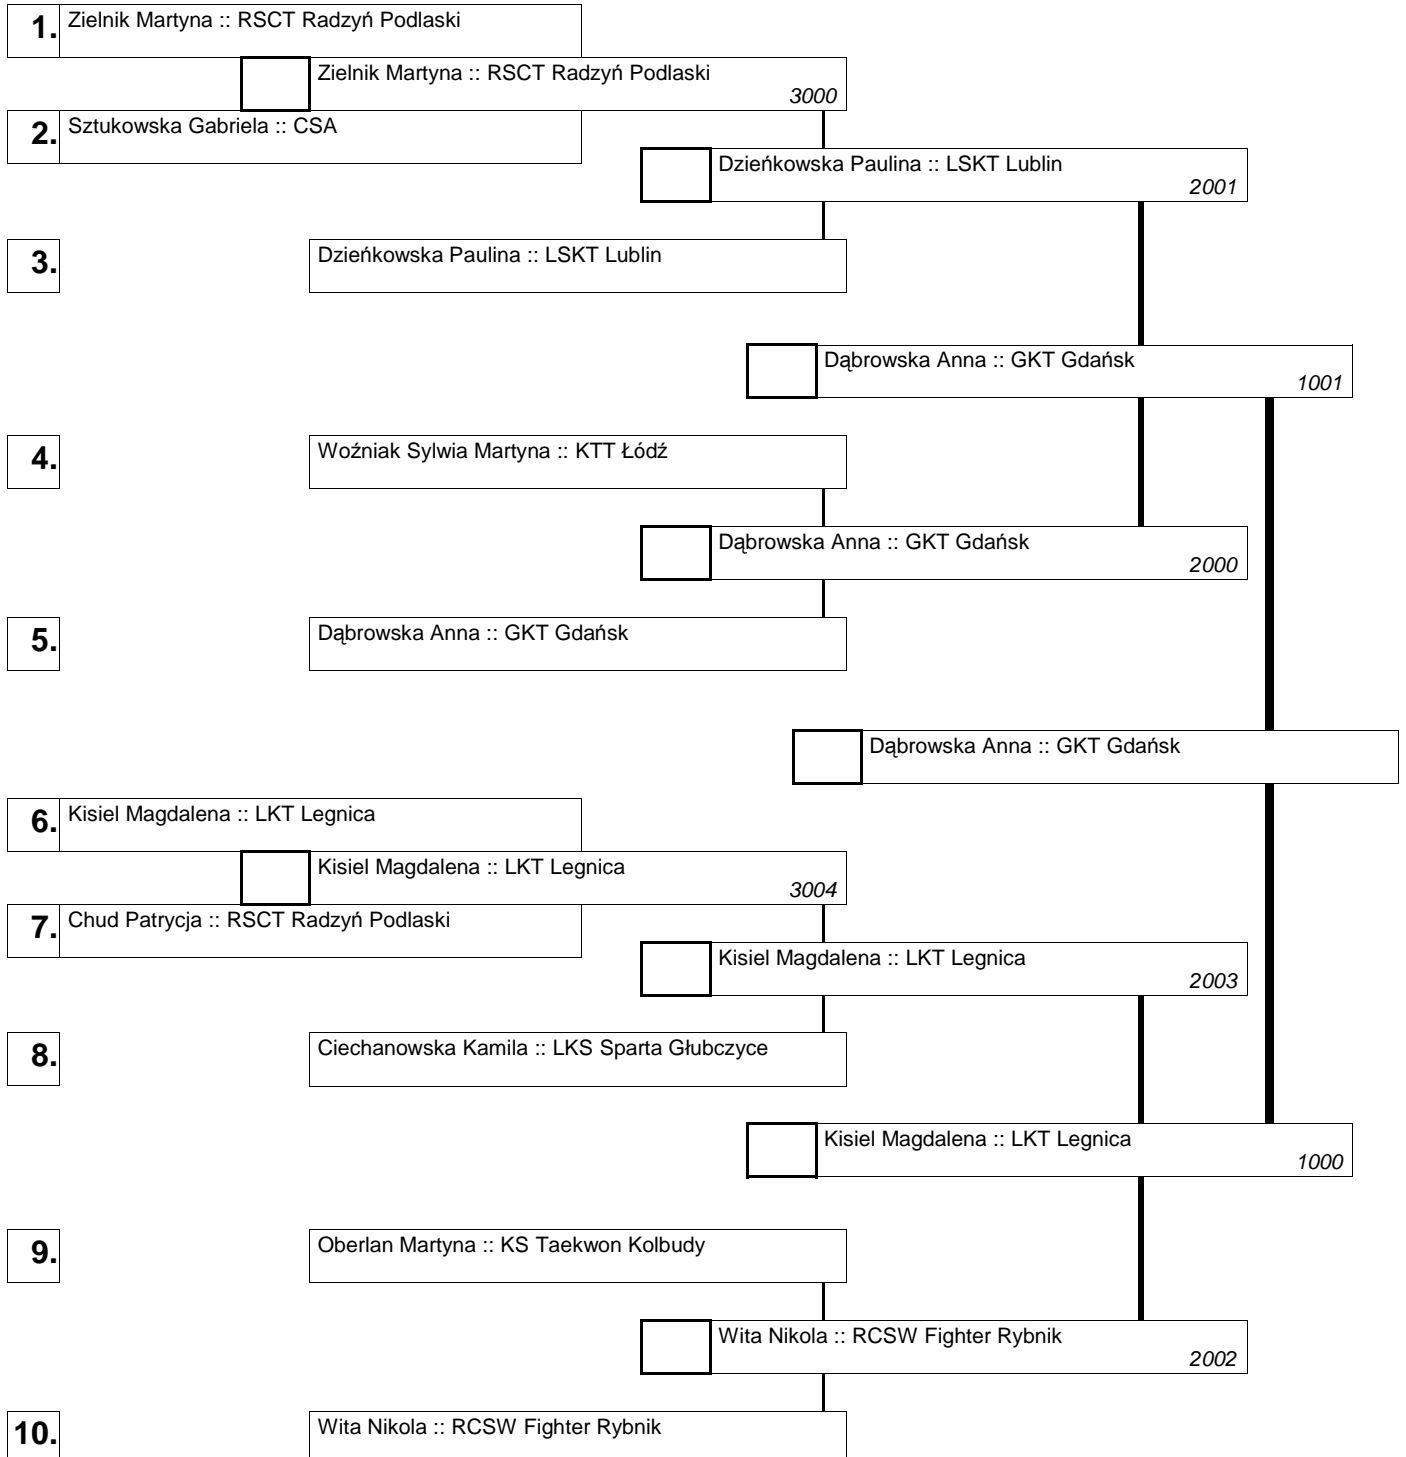 1. Zielnik Martyna :: RSCT Radzyń Podlaski
Zielnik Martyna :: RSCT Radzyń Podlaski
3000
2. Sztukowska Gabriela :: CSA
Dzieńkowska Paulina :: LSKT Lublin
2001
3. Dzieńkowska Paulina :: LSKT Lublin
Dąbrowska Anna :: GKT Gdańsk
1001
4. Woźniak Sylwia Martyna :: KTT Łódź
Dąbrowska Anna :: GKT Gdańsk
2000
5. Dąbrowska Anna :: GKT Gdańsk
Dąbrowska Anna :: GKT Gdańsk
6. Kisiel Magdalena :: LKT Legnica
Kisiel Magdalena :: LKT Legnica
3004
7. Chud Patrycja :: RSCT Radzyń Podlaski
Kisiel Magdalena :: LKT Legnica
2003
8. Ciechanowska Kamila :: LKS Sparta Głubczyce
Kisiel Magdalena :: LKT Legnica
1000
9. Oberlan Martyna :: KS Taekwon Kolbudy
Wita Nikola :: RCSW Fighter Rybnik
2002
10. Wita Nikola :: RCSW Fighter Rybnik